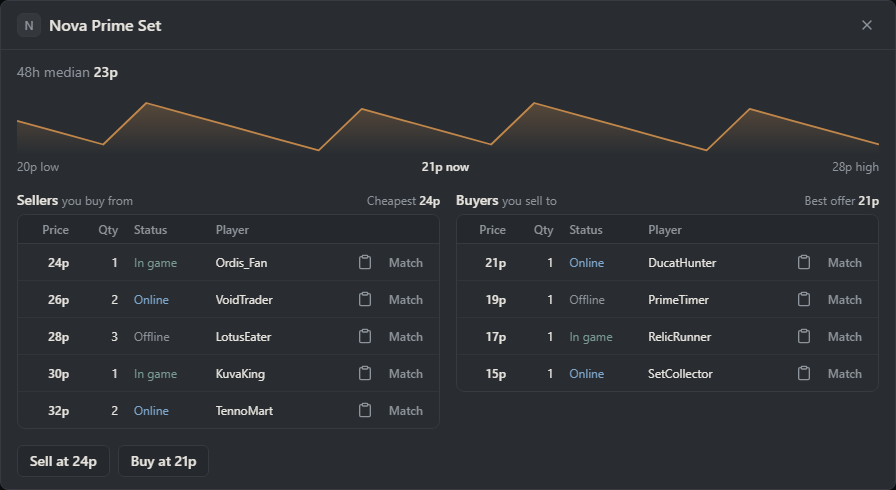 N Nova Prime Set
48h median 23p
20p low 21p now 28p high
Sellers you buy from Cheapest 24p
Price Qty Status Player
24p 1 In game Ordis_Fan Match
26p 2 Online VoidTrader Match
28p 3 Offline LotusEater Match
30p 1 In game KuvaKing Match
32p 2 Online TennoMart Match
Buyers you sell to Best offer 21p
Price Qty Status Player
21p 1 Online DucatHunter Match
19p 1 Offline PrimeTimer Match
17p 1 In game RelicRunner Match
15p 1 Online SetCollector Match
Sell at 24p Buy at 21p